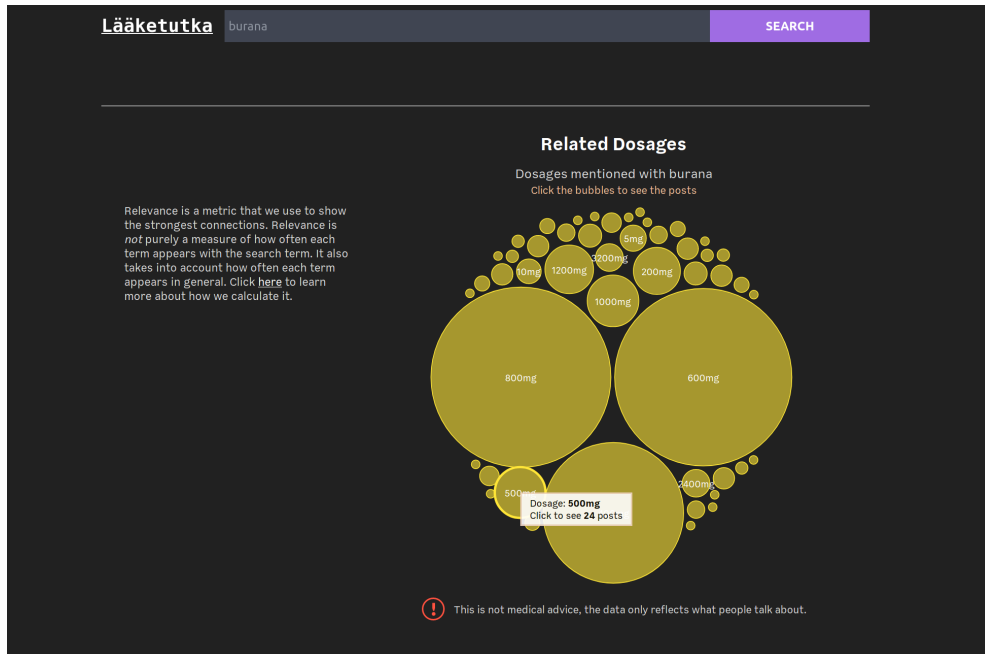 Lääketutka
burana
SEARCH
Related Dosages
Dosages mentioned with burana
Click the bubbles to see the posts
Relevance is a metric that we use to show
the strongest connections. Relevance is
not purely a measure of how often each
term appears with the search term. It also
takes into account how often each term
appears in general. Click here to learn
more about how we calculate it.
5mg
3200mg
10mg
1200mg
200mg
1000mg
800mg
600mg
2400mg
Dosage: 500mg
Click to see 24 posts
This is not medical advice, the data only reflects what people talk about.